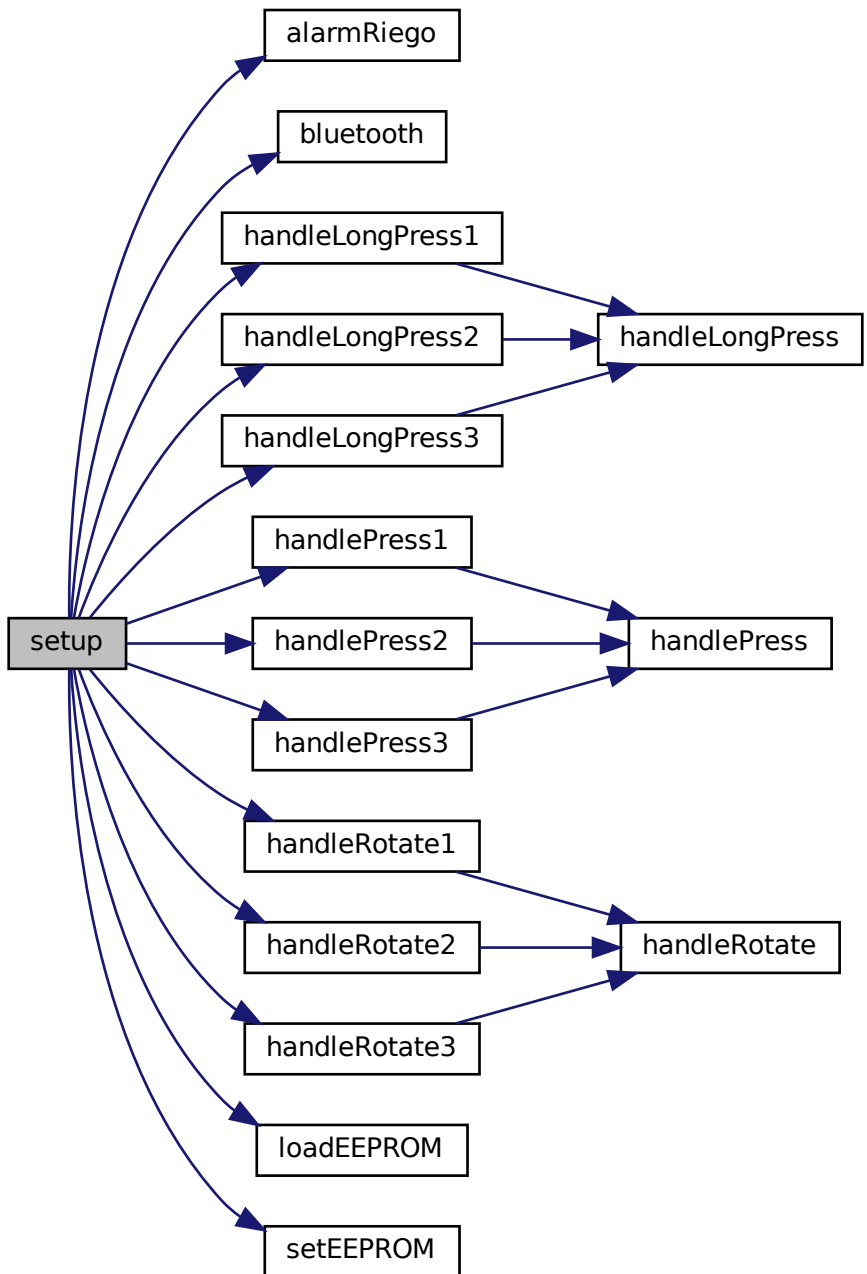 alarmRiego
bluetooth
handleLongPress1
handleLongPress2
handleLongPress
handleLongPress3
handlePress1
setup
handlePress2
handlePress
handlePress3
handleRotate1
handleRotate2
handleRotate
handleRotate3
loadEEPROM
setEEPROM